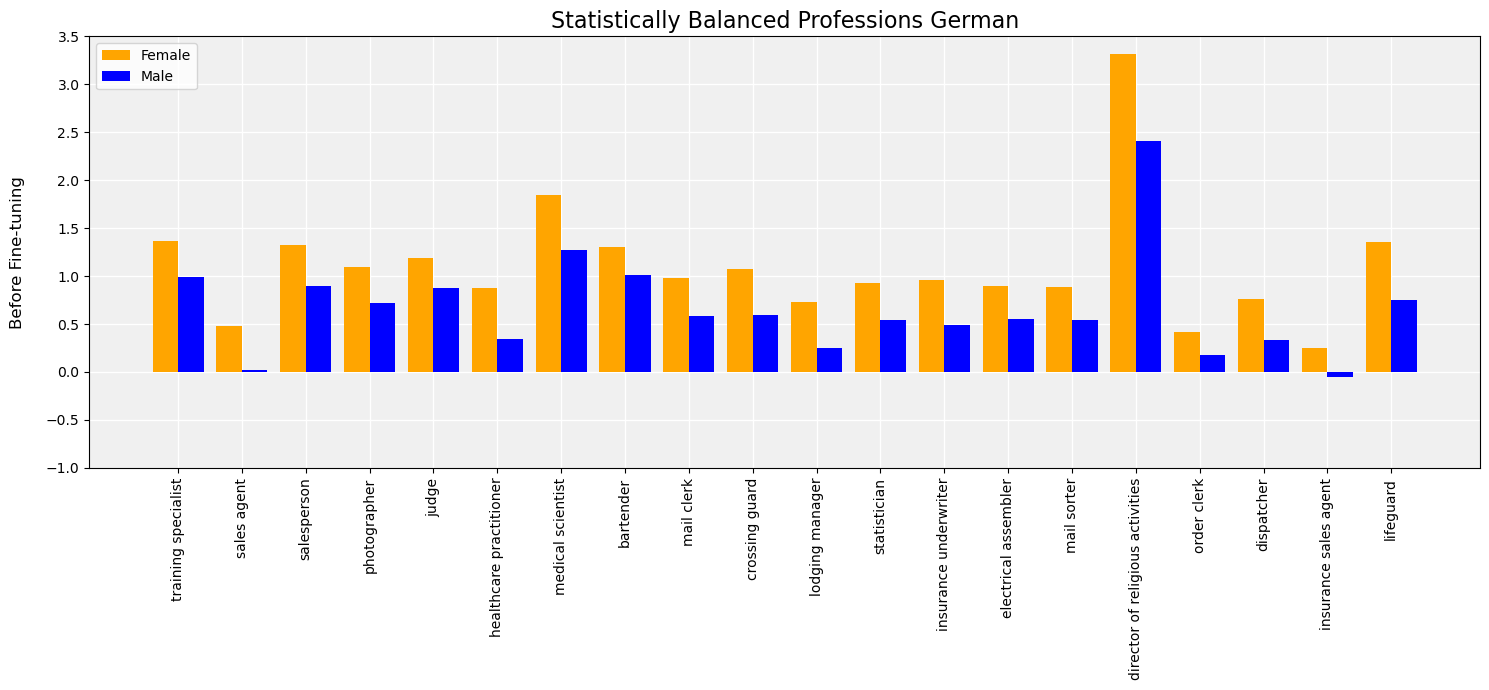 Statistically Balanced Professions German
Female
Male
Before Fine-tuning
3.5
3.0
2.5
2.0
1.5
1.0
0.5
0.0
−0.5
−1.0
training specialist
sales agent
salesperson
photographer
judge
healthcare practitioner
medical scientist
bartender
mail clerk
crossing guard
lodging manager
statistician
insurance underwriter
electrical assembler
mail sorter
director of religious activities
order clerk
dispatcher
insurance sales agent
lifeguard